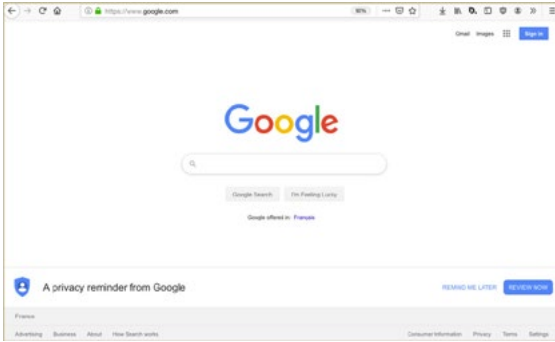 https://www.google.com 90%
Gmail Images Sign in
Google
Google Search I'm Feeling Lucky
Google offered in: Français
A privacy reminder from Google REMIND ME LATER REVIEW NOW
France
Advertising Business About How Search works Consumer Information Privacy Terms Settings